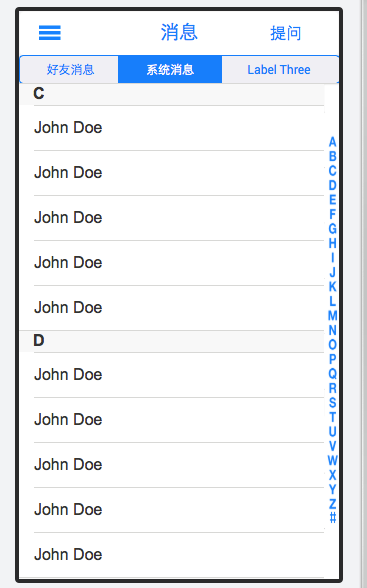 消息
提问
好友消息
系统消息
Label Three
C
John Doe
John Doe
John Doe
John Doe
John Doe
D
John Doe
John Doe
John Doe
John Doe
John Doe
A
B
C
D
E
F
G
H
I
J
K
L
M
N
O
P
Q
R
S
T
U
V
W
X
Y
Z
#